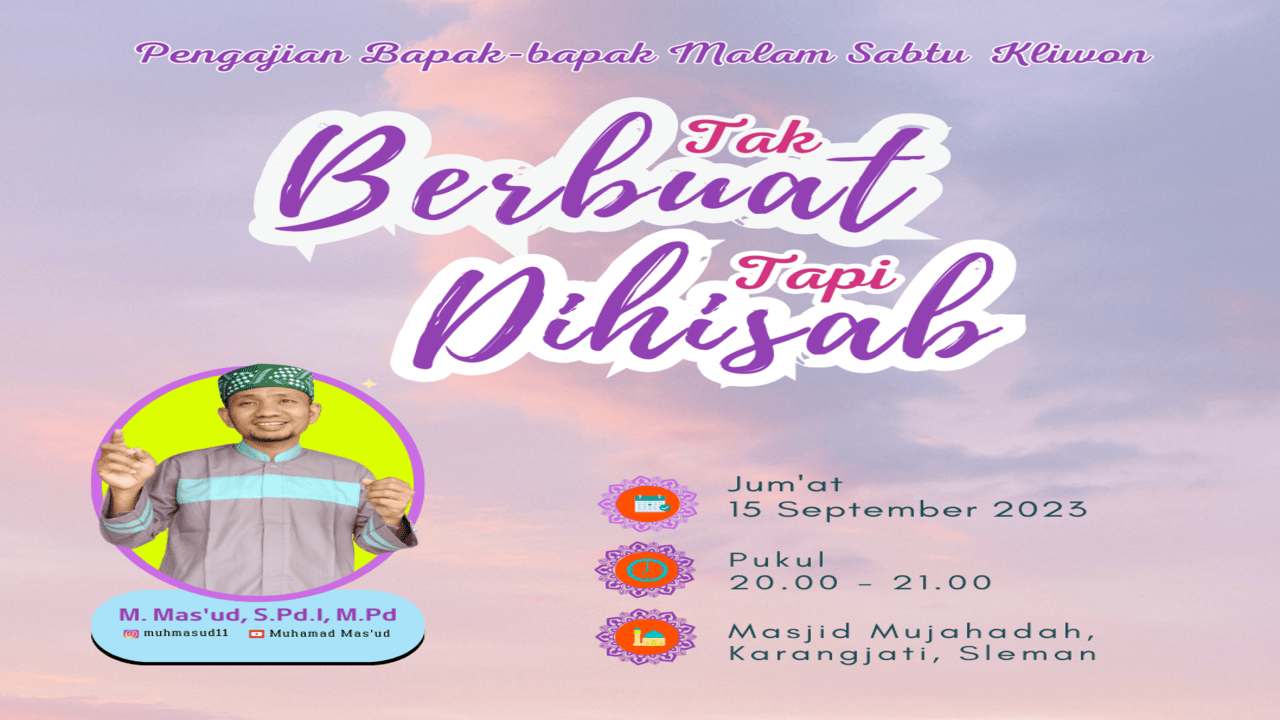 Pengajian Bapak-bapak Malam Sabtu Kliwon
Tak
Berbuat
Tapi
Dihisab
M. Mas'ud, S.Pd.I, M.Pd
muhmasud11 Muhamad Mas'ud
Jum'at
15 September 2023
Pukul
20.00 – 21.00
Masjid Mujahadah,
Karangjati, Sleman